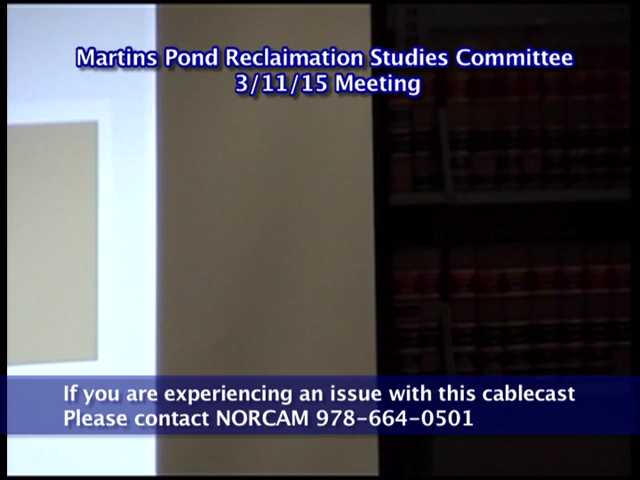 Martins Pond Reclaimation Studies Committee
3/11/15 Meeting
If you are experiencing an issue with this cablecast
Please contact NORCAM 978-664-0501